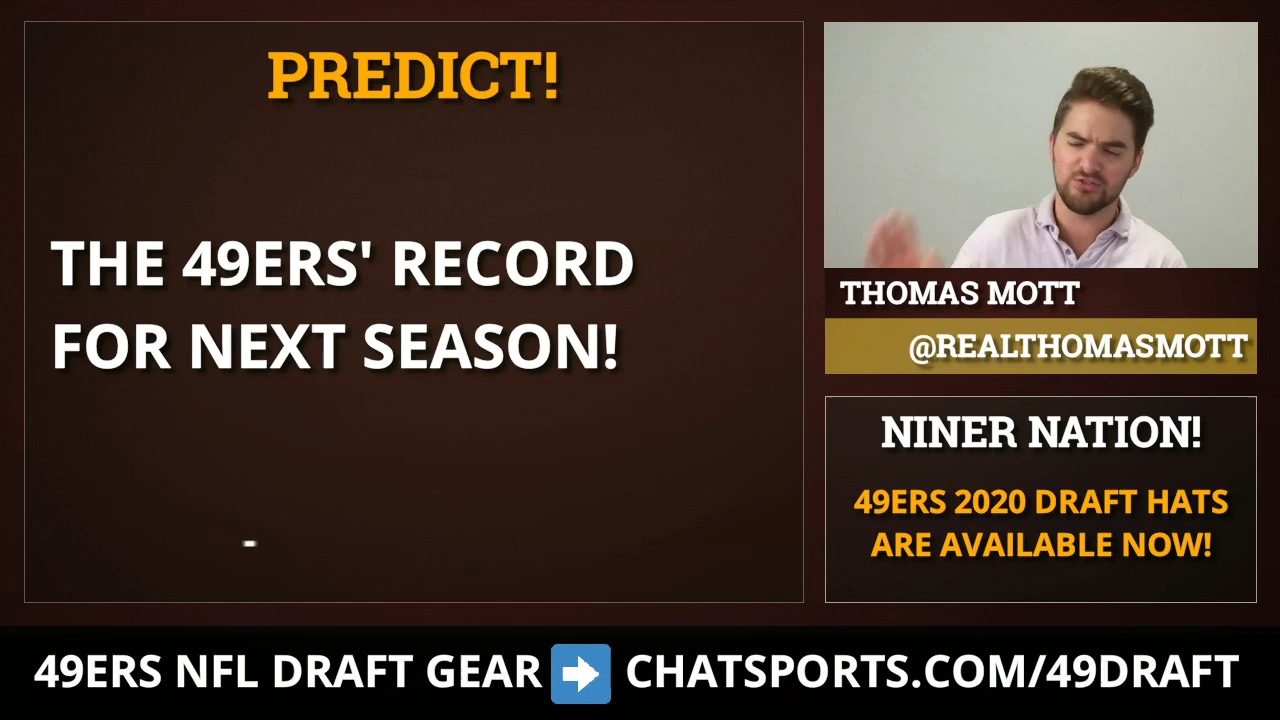 PREDICT!
THE 49ERS' RECORD
FOR NEXT SEASON!
THOMAS MOTT
@REALTHOMASMOTT
NINER NATION!
49ERS 2020 DRAFT HATS
ARE AVAILABLE NOW!
49ERS NFL DRAFT GEAR ➡ CHATSPORTS.COM/49DRAFT